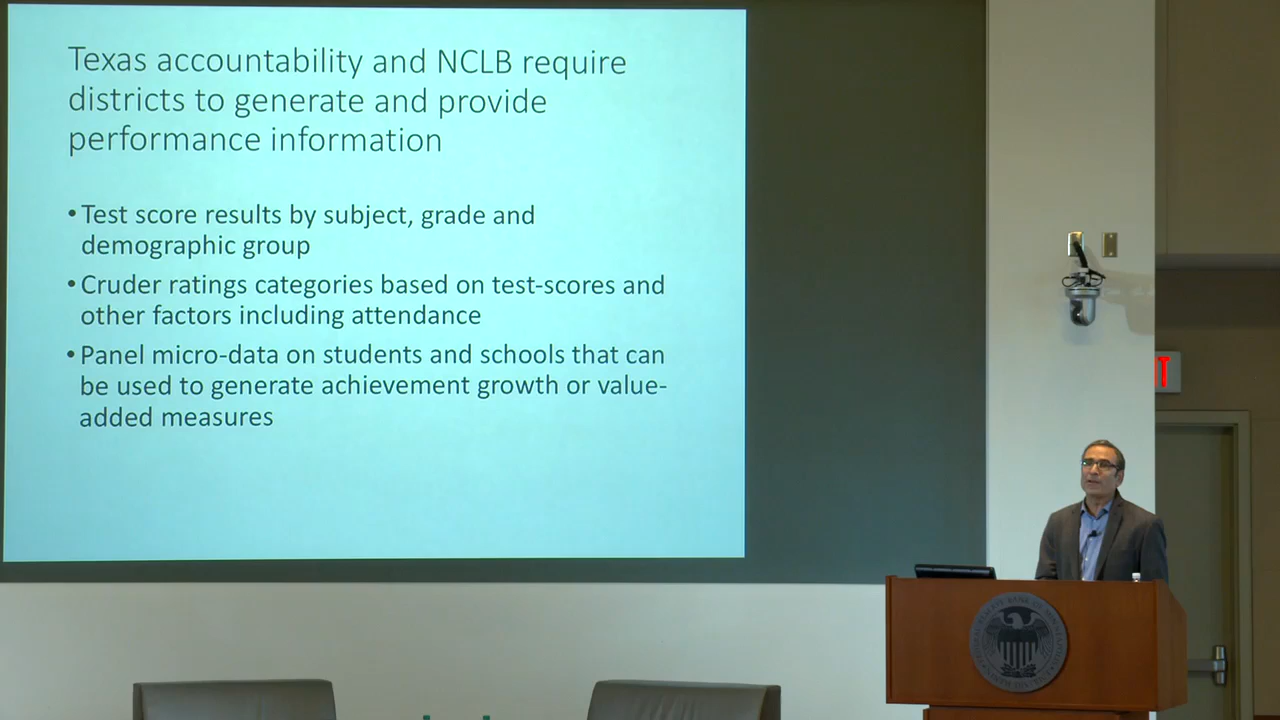 Texas accountability and NCLB require
districts to generate and provide
performance information
• Test score results by subject, grade and
demographic group
• Cruder ratings categories based on test-scores and
other factors including attendance
• Panel micro-data on students and schools that can
be used to generate achievement growth or value-
added measures